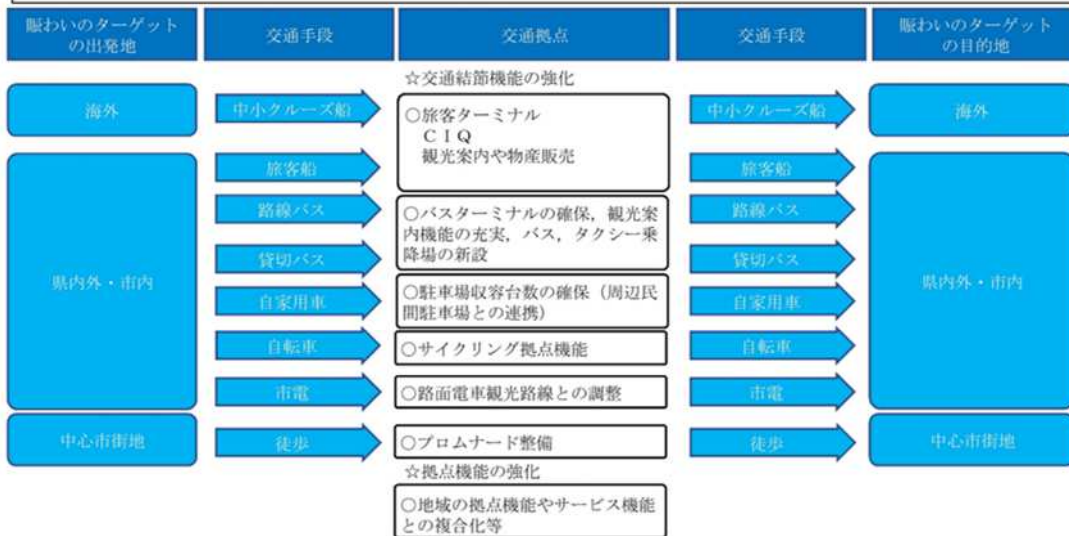 賑わいのターゲット
の出発地
交通手段
交通拠点
交通手段
賑わいのターゲット
の目的地
☆交通結節機能の強化
海外
中小クルーズ船
○旅客ターミナル
ＣＩＱ
観光案内や物産販売
中小クルーズ船
海外
県内外・市内
旅客船
旅客船
県内外・市内
路線バス
○バスターミナルの確保，観光案
内機能の充実，バス，タクシー乗
降場の新設
路線バス
貸切バス
貸切バス
自家用車
○駐車場収容台数の確保（周辺民
間駐車場との連携）
自家用車
自転車
○サイクリング拠点機能
自転車
市電
○路面電車観光路線との調整
市電
中心市街地
徒歩
○プロムナード整備
徒歩
中心市街地
☆拠点機能の強化
○地域の拠点機能やサービス機能
との複合化等